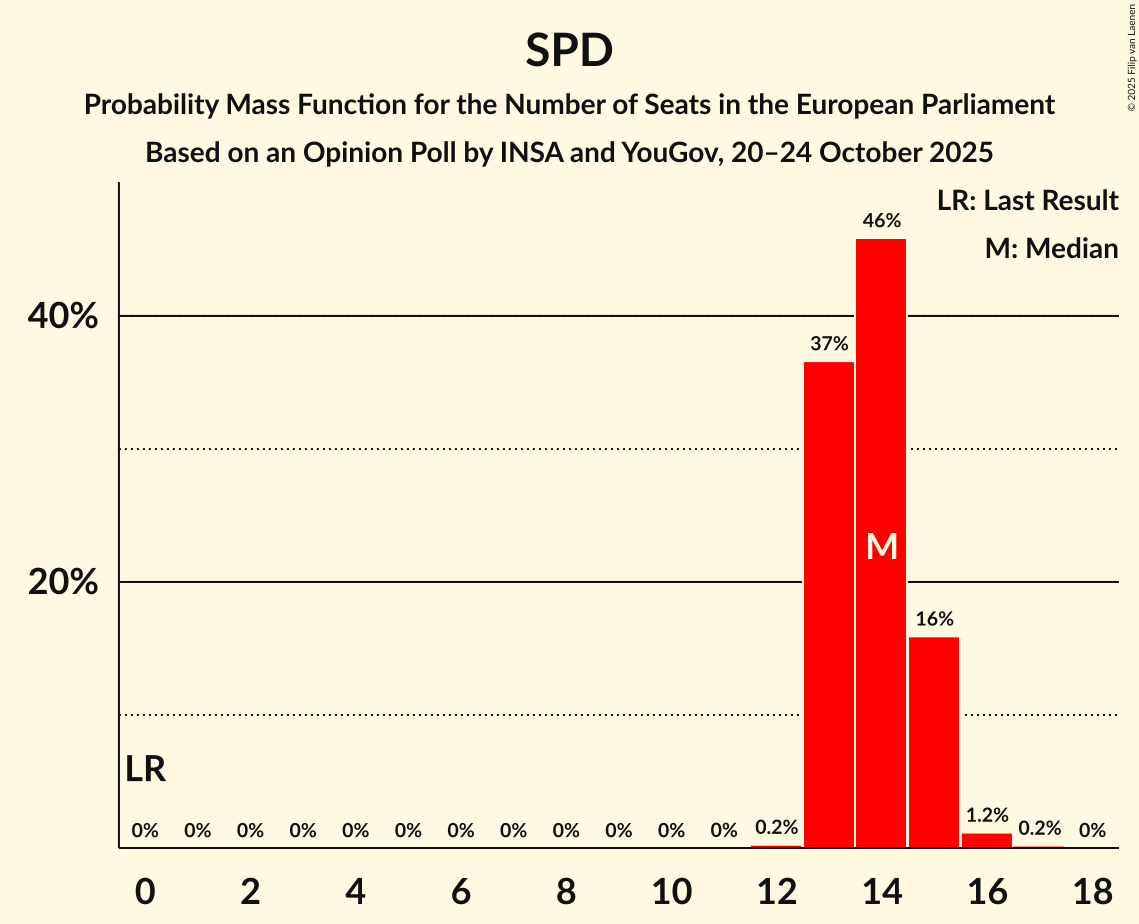 SPD
Probability Mass Function for the Number of Seats in the European Parliament
Based on an Opinion Poll by INSA and YouGov, 20–24 October 2025
© 2025 Filip van Laenen
LR: Last Result
M: Median
40%
20%
46%
37%
M
16%
LR
0% 0% 0% 0% 0% 0% 0% 0% 0% 0% 0% 0% 0.2% 1.2% 0.2% 0%
0 2 4 6 8 10 12 14 16 18